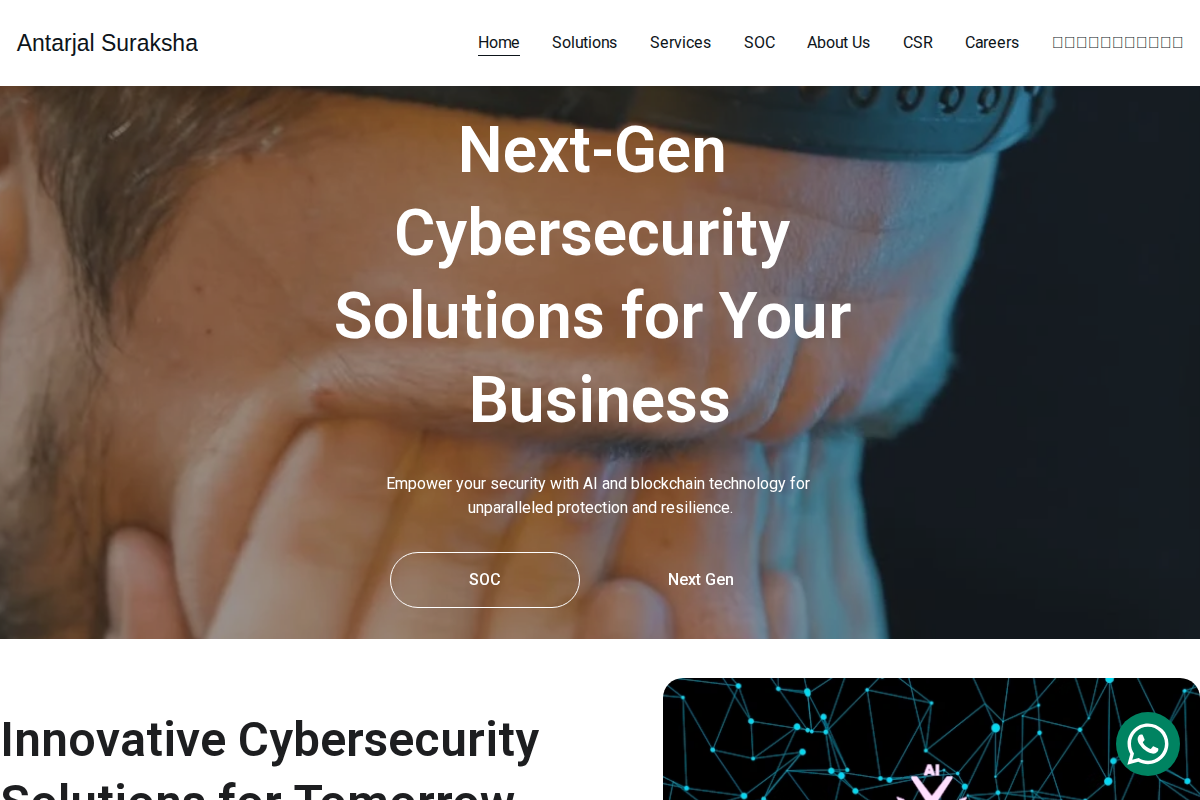 Antarjal Suraksha
Home
Solutions
Services
SOC
About Us
CSR
Careers
Next-Gen
Cybersecurity
Solutions for Your
Business
Empower your security with AI and blockchain technology for
unparalleled protection and resilience.
SOC
Next Gen
Innovative Cybersecurity
Solutions for Tomorrow
AI